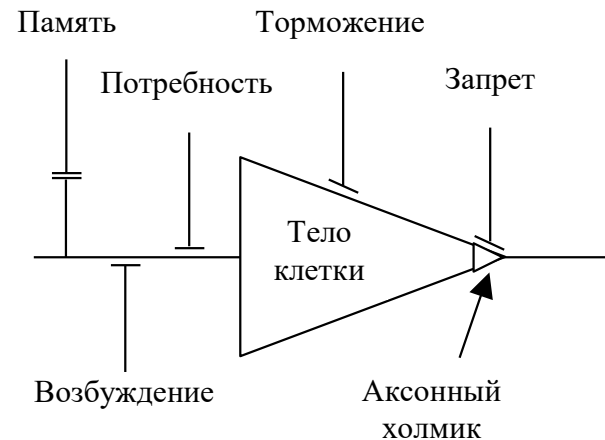 Память
Торможение
Потребность
Запрет
Тело
клетки
Возбуждение
Аксонный
холмик